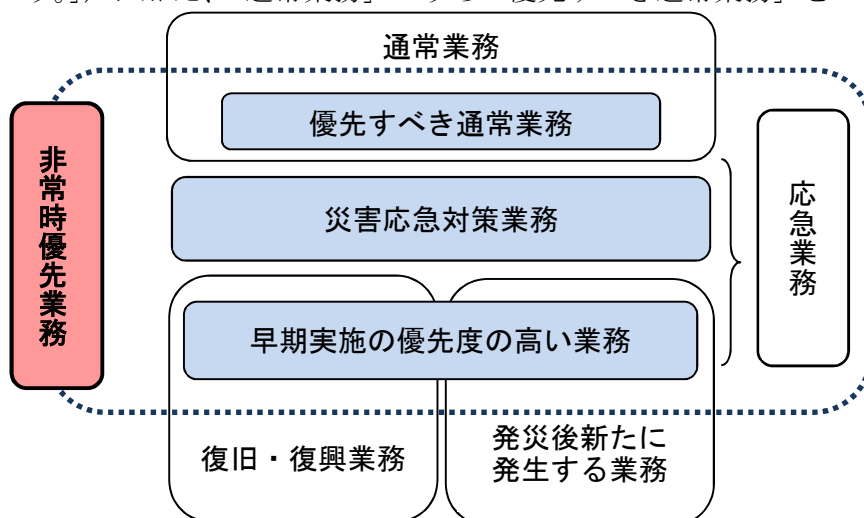 通常業務
優先すべき通常業務
非常時優先業務
災害応急対策業務
応急業務
早期実施の優先度の高い業務
復旧・復興業務
発災後新たに
発生する業務